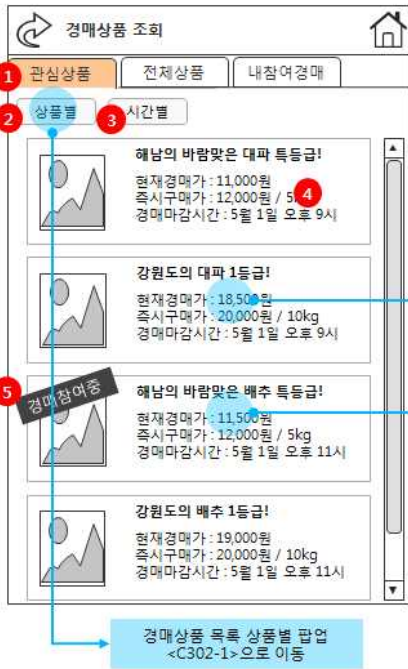 경매상품 조회
1 관심상품 전체상품 내참여경매
2 상품별 3 시간별
해남의 바람맞은 대파 특등급!
현재경매가 : 11,000원
즉시구매가 : 12,000원 / 4
경매마감시간 : 5월 1일 오후 9시
강원도의 대파 1등급!
현재경매가 : 18,500원
즉시구매가 : 20,000원 / 10kg
경매마감시간 : 5월 1일 오후 9시
5 경매참여중
해남의 바람맞은 배추 특등급!
현재경매가 : 11,500원
즉시구매가 : 12,000원 / 5kg
경매마감시간 : 5월 1일 오후 11시
강원도의 배추 1등급!
현재경매가 : 19,000원
즉시구매가 : 20,000원 / 10kg
경매마감시간 : 5월 1일 오후 11시
경매상품 목록 상품별 팝업
<C302-1>으로 이동